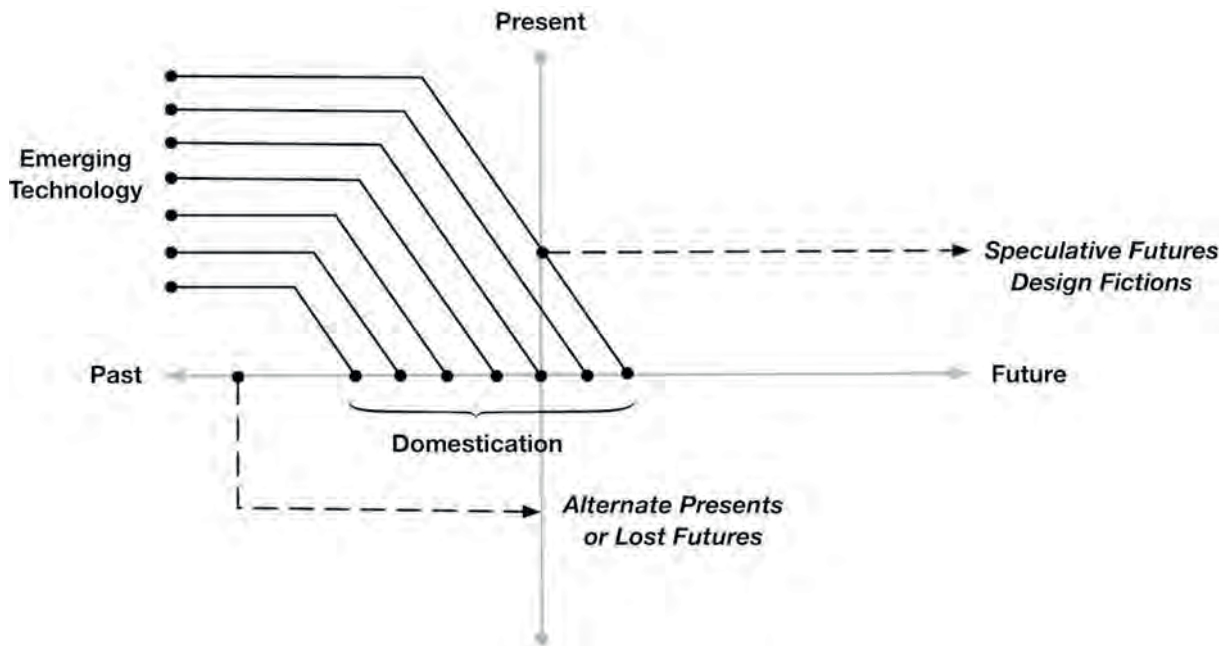 Present
Emerging
Technology
Speculative Futures
Design Fictions
Past
Future
Domestication
Alternate Presents
or Lost Futures